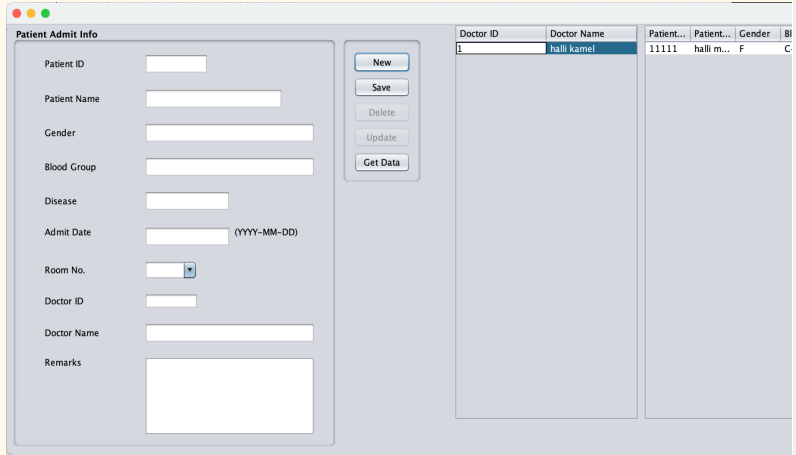 Patient Admit Info
Patient ID
Patient Name
Gender
Blood Group
Disease
Admit Date (YYYY-MM-DD)
Room No.
Doctor ID
Doctor Name
Remarks
New
Save
Delete
Update
Get Data
Doctor ID Doctor Name
1 halli kamel
Patient... Patient... Gender Bl
11111 halli m... F C-